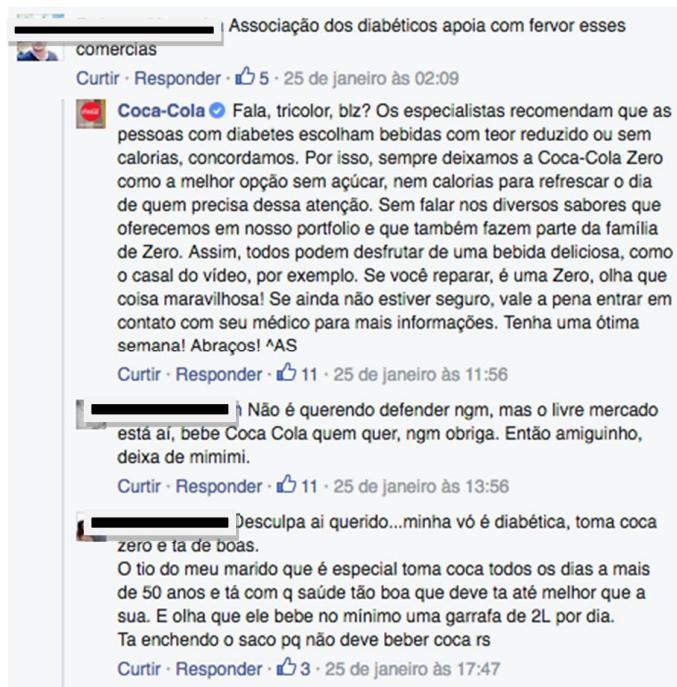 Associação dos diabéticos apoia com fervor esses
comercias
Curtir · Responder · 5 · 25 de janeiro às 02:09
Coca-Cola Fala, tricolor, blz? Os especialistas recomendam que as
pessoas com diabetes escolham bebidas com teor reduzido ou sem
calorias, concordamos. Por isso, sempre deixamos a Coca-Cola Zero
como a melhor opção sem açúcar, nem calorias para refrescar o dia
de quem precisa dessa atenção. Sem falar nos diversos sabores que
oferecemos em nosso portfolio e que também fazem parte da família
de Zero. Assim, todos podem desfrutar de uma bebida deliciosa, como
o casal do vídeo, por exemplo. Se você reparar, é uma Zero, olha que
coisa maravilhosa! Se ainda não estiver seguro, vale a pena entrar em
contato com seu médico para mais informações. Tenha uma ótima
semana! Abraços! ^AS
Curtir · Responder · 11 · 25 de janeiro às 11:56
Não é querendo defender ngm, mas o livre mercado
está aí, bebe Coca Cola quem quer, ngm obriga. Então amiguinho,
deixa de mimimi.
Curtir · Responder · 11 · 25 de janeiro às 13:56
Desculpa ai querido...minha vó é diabética, toma coca
zero e ta de boas.
O tio do meu marido que é especial toma coca todos os dias a mais
de 50 anos e tá com q saúde tão boa que deve ta até melhor que a
sua. E olha que ele bebe no mínimo uma garrafa de 2L por dia.
Ta enchendo o saco pq não deve beber coca rs
Curtir · Responder · 3 · 25 de janeiro às 17:47